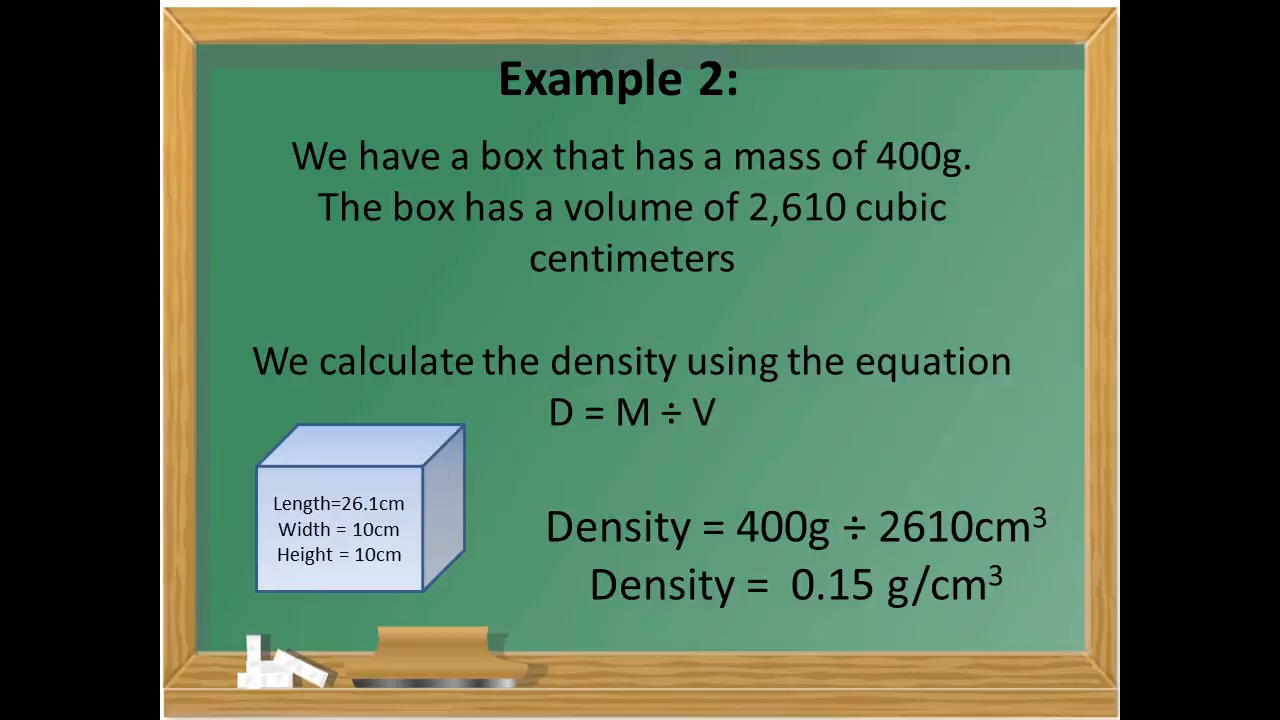 Example 2:
We have a box that has a mass of 400g.
The box has a volume of 2,610 cubic
centimeters
We calculate the density using the equation
D = M ÷ V
Length=26.1cm
Width = 10cm
Height = 10cm
Density = 400g ÷ 2610cm³
Density =  0.15 g/cm³